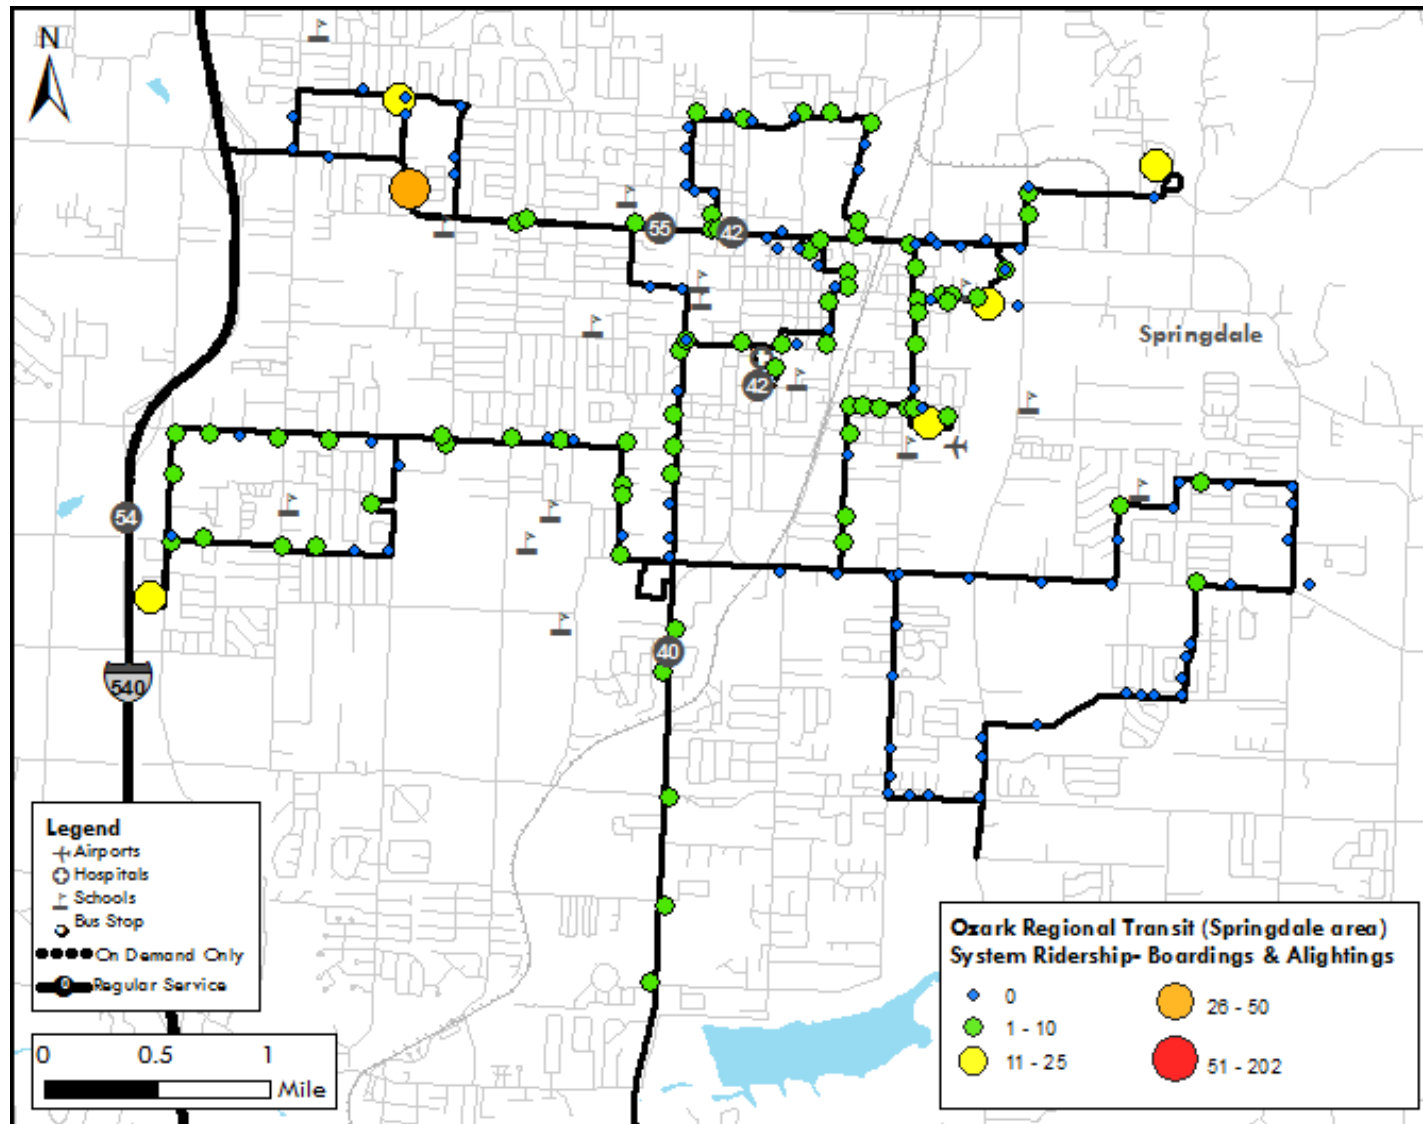 N
55
42
Springdale
42
54
40
540
Legend
Airports
Hospitals
Schools
Bus Stop
On Demand Only
Regular Service
0 0.5 1
Mile
Ozark Regional Transit (Springdale area)
System Ridership- Boardings & Alightings
0
1 - 10
11 - 25
26 - 50
51 - 202